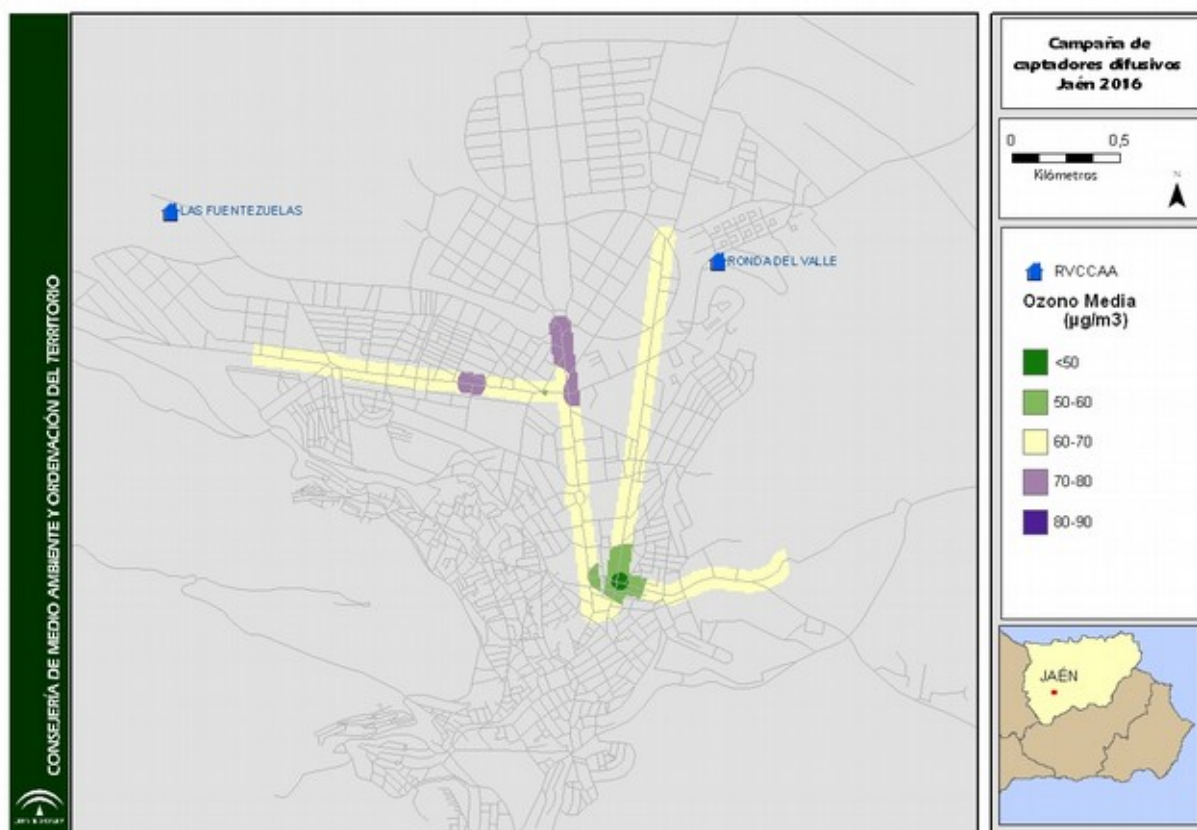 CONSEJERÍA DE MEDIO AMBIENTE Y ORDENACIÓN DEL TERRITORIO
LAS FUENTEZUELAS
RONDA DEL VALLE
Campaña de
captadores difusivos
Jaén 2016
0 0,5
Kilómetros
N
RVCCAA
Ozono Media
(µg/m3)
<50
50-60
60-70
70-80
80-90
JAÉN